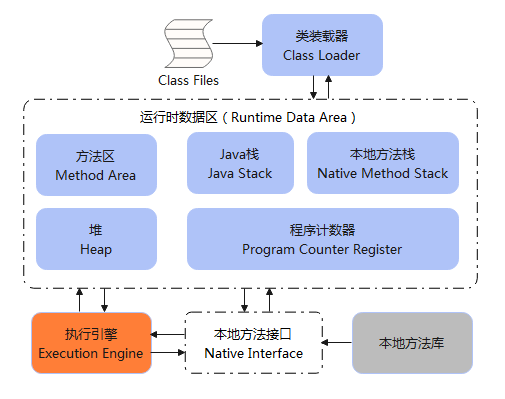 类装载器
Class Loader
Class Files
运行时数据区（Runtime Data Area）
方法区
Method Area
Java栈
Java Stack
本地方法栈
Native Method Stack
堆
Heap
程序计数器
Program Counter Register
执行引擎
Execution Engine
本地方法接口
Native Interface
本地方法库